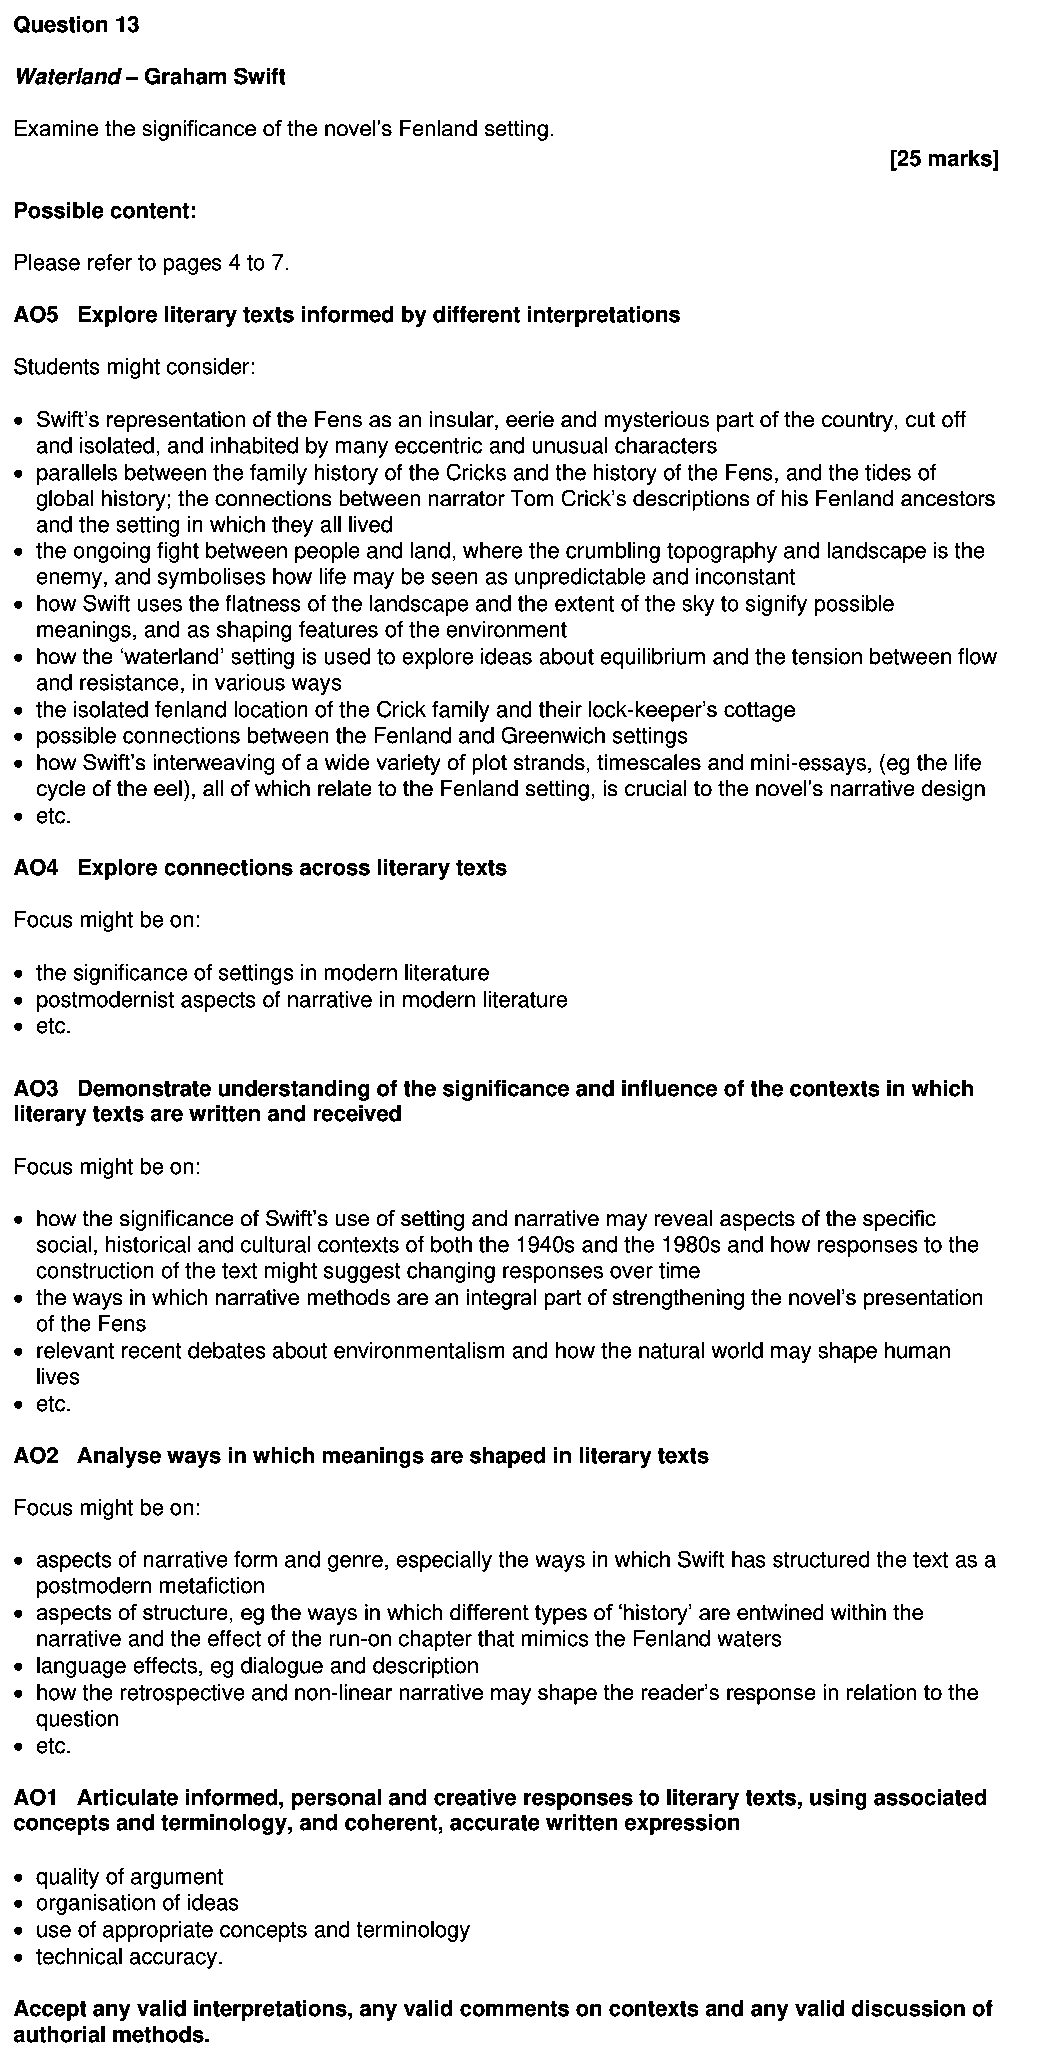 Question 13
Waterland – Graham Swift
Examine the significance of the novel's Fenland setting.
[25 marks]
Possible content:
Please refer to pages 4 to 7.
AO5 Explore literary texts informed by different interpretations
Students might consider:
• Swift's representation of the Fens as an insular, eerie and mysterious part of the country, cut off
and isolated, and inhabited by many eccentric and unusual characters
• parallels between the family history of the Cricks and the history of the Fens, and the tides of
global history; the connections between narrator Tom Crick's descriptions of his Fenland ancestors
and the setting in which they all lived
• the ongoing fight between people and land, where the crumbling topography and landscape is the
enemy, and symbolises how life may be seen as unpredictable and inconstant
• how Swift uses the flatness of the landscape and the extent of the sky to signify possible
meanings, and as shaping features of the environment
• how the 'waterland' setting is used to explore ideas about equilibrium and the tension between flow
and resistance, in various ways
• the isolated fenland location of the Crick family and their lock-keeper's cottage
• possible connections between the Fenland and Greenwich settings
• how Swift's interweaving of a wide variety of plot strands, timescales and mini-essays, (eg the life
cycle of the eel), all of which relate to the Fenland setting, is crucial to the novel's narrative design
• etc.
AO4 Explore connections across literary texts
Focus might be on:
• the significance of settings in modern literature
• postmodernist aspects of narrative in modern literature
• etc.
AO3 Demonstrate understanding of the significance and influence of the contexts in which
literary texts are written and received
Focus might be on:
• how the significance of Swift's use of setting and narrative may reveal aspects of the specific
social, historical and cultural contexts of both the 1940s and the 1980s and how responses to the
construction of the text might suggest changing responses over time
• the ways in which narrative methods are an integral part of strengthening the novel's presentation
of the Fens
• relevant recent debates about environmentalism and how the natural world may shape human
lives
• etc.
AO2 Analyse ways in which meanings are shaped in literary texts
Focus might be on:
• aspects of narrative form and genre, especially the ways in which Swift has structured the text as a
postmodern metafiction
• aspects of structure, eg the ways in which different types of 'history' are entwined within the
narrative and the effect of the run-on chapter that mimics the Fenland waters
• language effects, eg dialogue and description
• how the retrospective and non-linear narrative may shape the reader's response in relation to the
question
• etc.
AO1 Articulate informed, personal and creative responses to literary texts, using associated
concepts and terminology, and coherent, accurate written expression
• quality of argument
• organisation of ideas
• use of appropriate concepts and terminology
• technical accuracy.
Accept any valid interpretations, any valid comments on contexts and any valid discussion of
authorial methods.